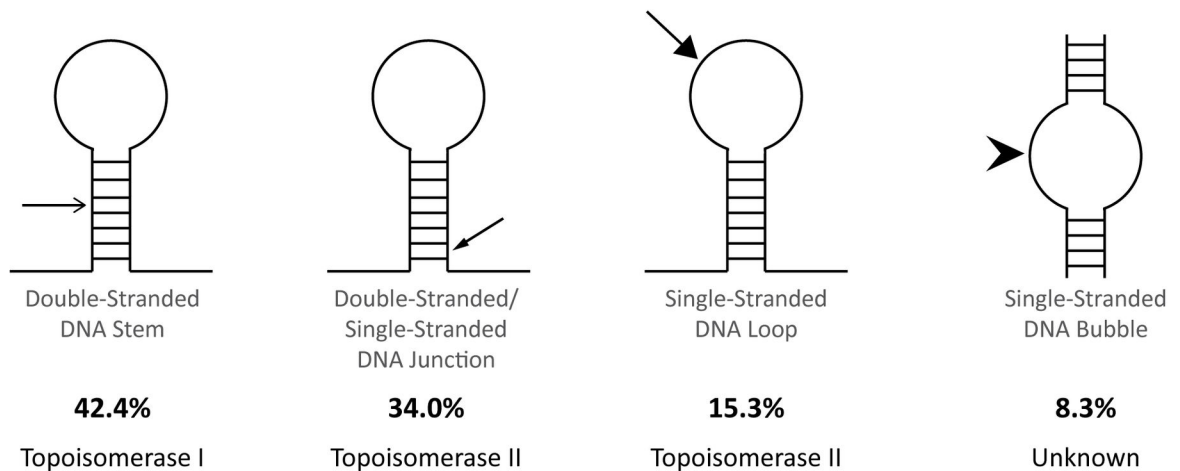 Double-Stranded
DNA Stem
42.4%
Topoisomerase I
Double-Stranded/
Single-Stranded
DNA Junction
34.0%
Topoisomerase II
Single-Stranded
DNA Loop
15.3%
Topoisomerase II
Single-Stranded
DNA Bubble
8.3%
Unknown